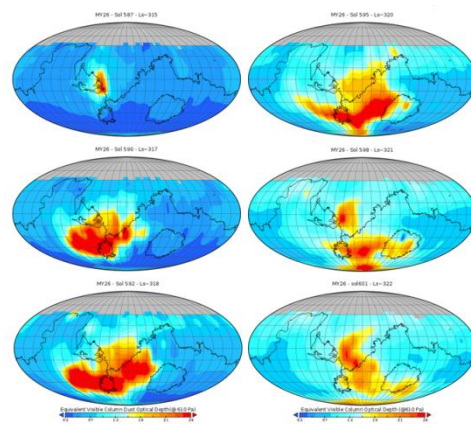 MY26 - Sol 587 - Ls=315
MY26 - Sol 595 - Ls=320
MY26 - Sol 590 - Ls=317
MY26 - Sol 598 - Ls=321
MY26 - Sol 592 - Ls=318
MY26 - sol601 - Ls=322
Equivalent Visible Column Dust Optical Depth(@610 Pa)
Equivalent Visible Column Dust Optical Depth(@610 Pa)